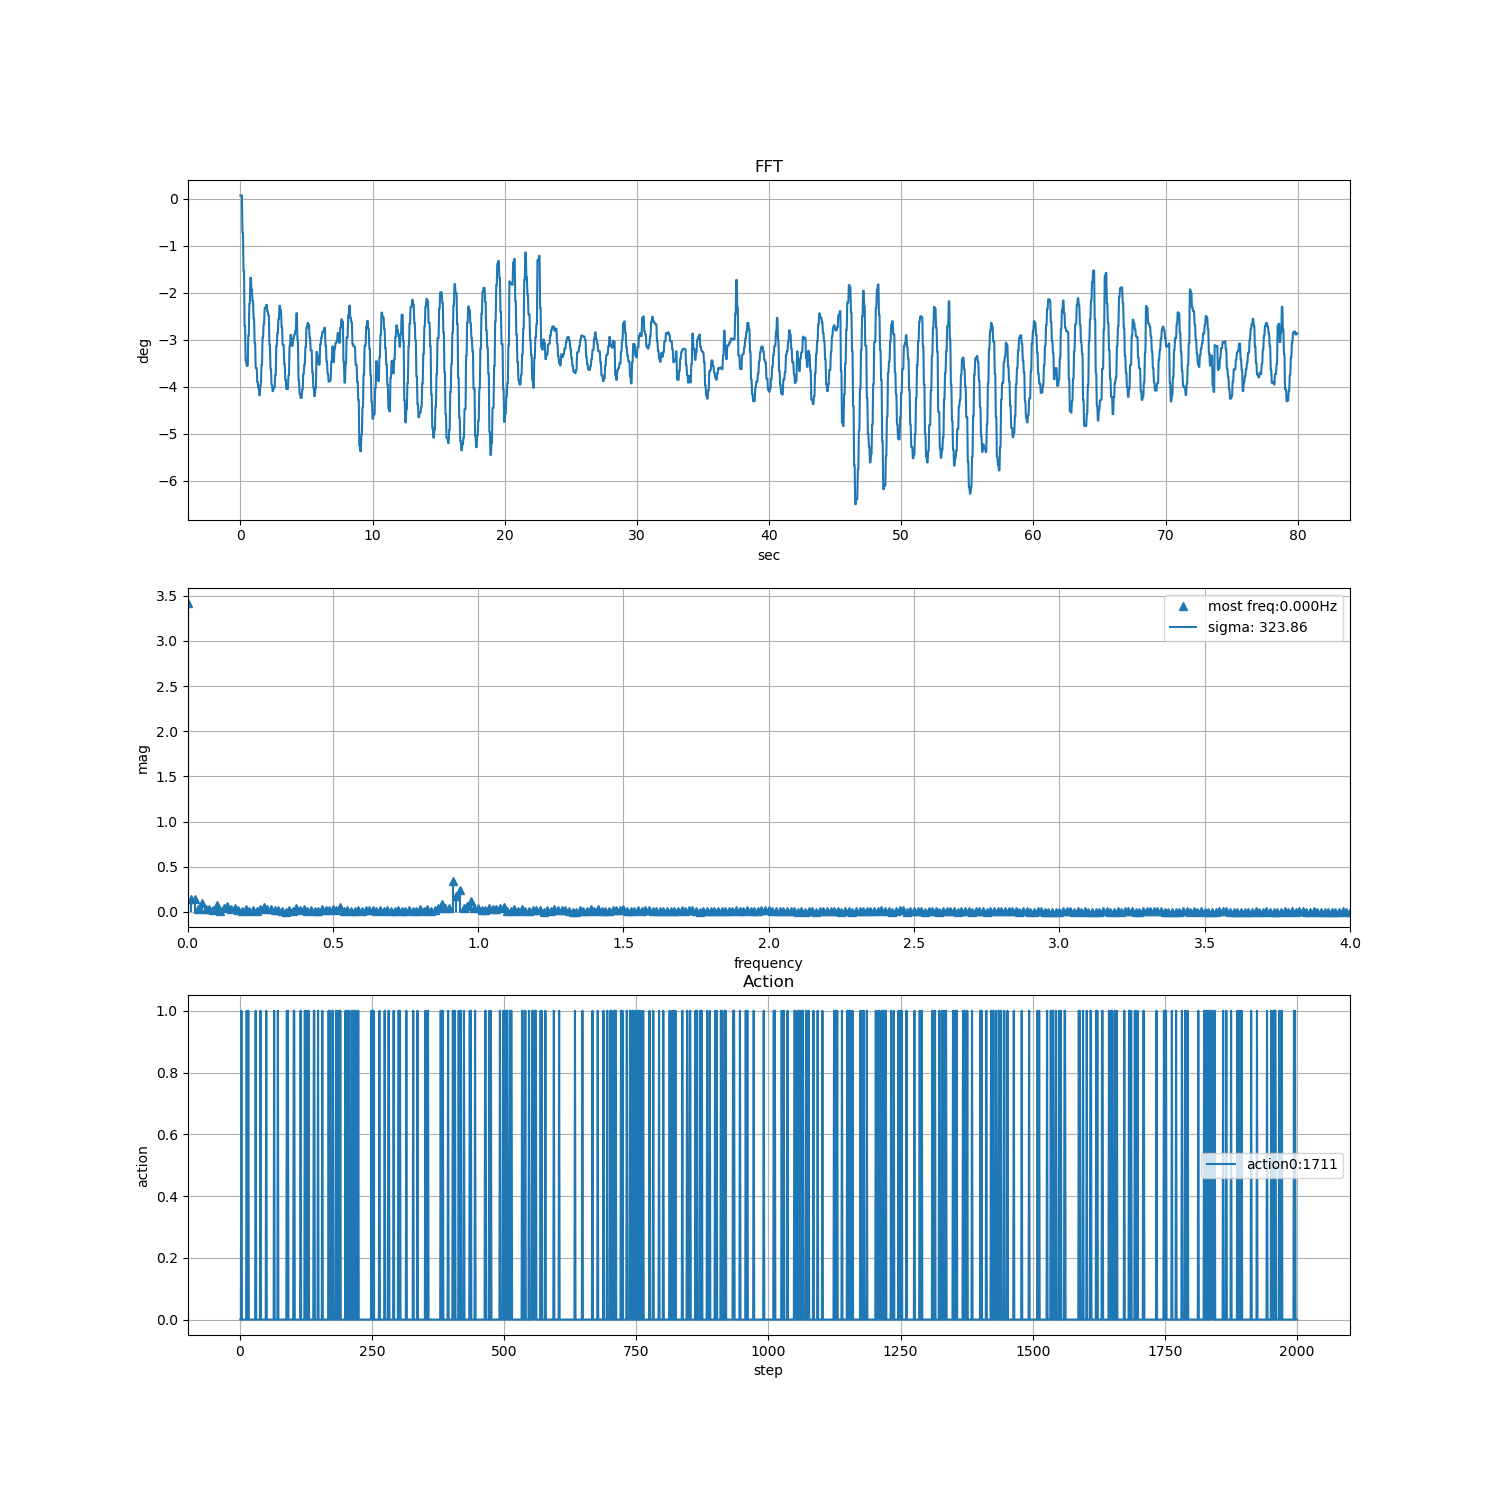 FFT
0
−1
−2
−3
−4
−5
−6
deg
0 10 20 30 40 50 60 70 80
sec
3.5
3.0
2.5
2.0
1.5
1.0
0.5
0.0
mag
most freq:0.000Hz
sigma: 323.86
0.0 0.5 1.0 1.5 2.0 2.5 3.0 3.5 4.0
frequency
Action
1.0
0.8
0.6
0.4
0.2
0.0
action
action0:1711
0 250 500 750 1000 1250 1500 1750 2000
step